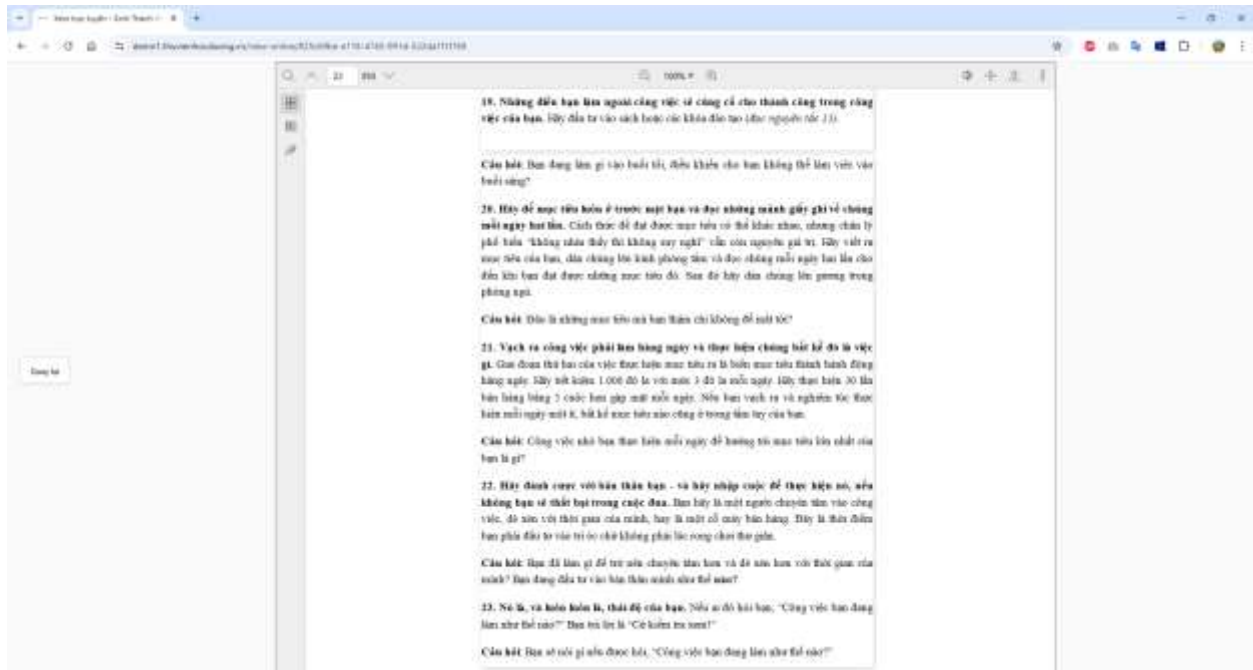 100%
19. Những điều bạn làm ngoài công việc sẽ củng cố cho thành công trong công
việc của bạn. Hãy đầu tư vào sách hoặc các khóa đào tạo (đọc nguyên tắc 13).
Câu hỏi: Bạn đang làm gì vào buổi tối, điều khiến cho bạn không thể làm việc vào
buổi sáng?
20. Hãy để mục tiêu luôn ở trước mặt bạn và đọc những mảnh giấy ghi về chúng
mỗi ngày hai lần. Cách thức để đạt được mục tiêu có thể khác nhau, nhưng chân lý
phổ biến "không nhìn thấy thì không suy nghĩ" vẫn còn nguyên giá trị. Hãy viết ra
mục tiêu của bạn, dán chúng lên kính phòng tắm và đọc chúng mỗi ngày hai lần cho
đến khi bạn đạt được những mục tiêu đó. Sau đó hãy dán chúng lên gương trong
phòng ngủ.
Câu hỏi: Đâu là những mục tiêu mà bạn thậm chí không để mắt tới?
21. Vạch ra công việc phải làm hàng ngày và thực hiện chúng bất kể đó là việc
gì. Giai đoạn thứ hai của việc thực hiện mục tiêu là biến mục tiêu thành hành động
hàng ngày. Hãy tiết kiệm 1.000 đô la với mức 3 đô la mỗi ngày. Hãy thực hiện 30 lần
bán hàng bằng 5 cuộc hẹn gặp mặt mỗi ngày. Nếu bạn vạch ra và nghiêm túc thực
hiện mỗi ngày một ít, bất kể mục tiêu nào cũng ở trong tầm tay của bạn.
Câu hỏi: Công việc nhỏ bạn thực hiện mỗi ngày để hướng tới mục tiêu lớn nhất của
bạn là gì?
22. Hãy đánh cược với bản thân bạn - và hãy nhập cuộc để thực hiện nó, nếu
không bạn sẽ thất bại trong cuộc đua. Bạn hãy là một người chuyên tâm vào công
việc, dè sẻn với thời gian của mình, hay là một cỗ máy bán hàng. Đây là thời điểm
bạn phải đầu tư vào trí óc chứ không phải lúc rong chơi thư giãn.
Câu hỏi: Bạn đã làm gì để trở nên chuyên tâm hơn và dè sẻn hơn với thời gian của
mình? Bạn đang đầu tư vào bản thân mình như thế nào?
23. Nó là, và luôn luôn là, thái độ của bạn. Nếu ai đó hỏi bạn, "Công việc bạn đang
làm như thế nào?" Bạn trả lời là "Cứ kiểm tra xem!"
Câu hỏi: Bạn sẽ nói gì nếu được hỏi, "Công việc bạn đang làm như thế nào?"